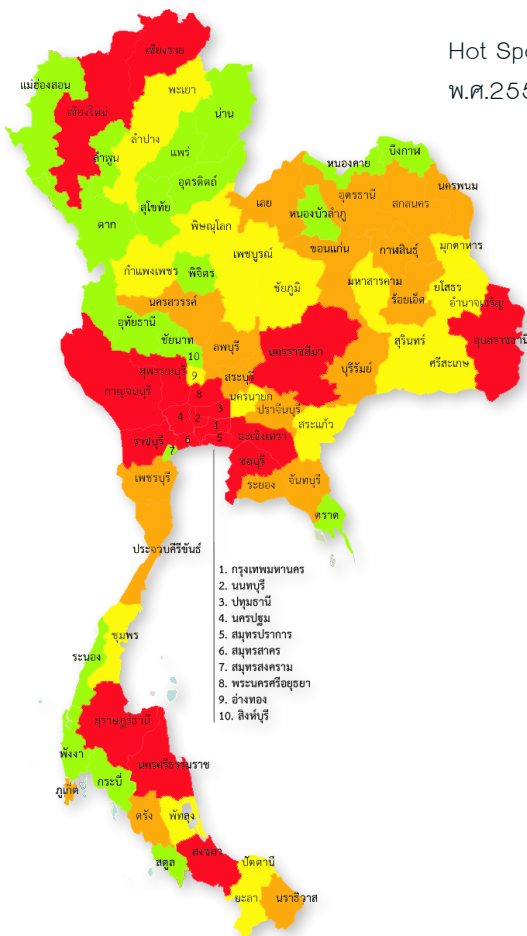 Hot Spo
พ.ศ.255
เชียงราย
แม่ฮ่องสอน
พะเยา
เชียงใหม่
น่าน
ลำปาง
แพร่
ลำพูน
อุตรดิตถ์
สุโขทัย
ตาก
พิษณุโลก
บึงกาฬ
หนองคาย
นครพนม
อุดรธานี
เลย
สกลนคร
หนองบัวลำภู
ขอนแก่น
กาฬสินธุ์
มุกดาหาร
เพชรบูรณ์
กำแพงเพชร
พิจิตร
ชัยภูมิ
มหาสารคาม
ยโสธร
ร้อยเอ็ด
อำนาจเจริญ
นครสวรรค์
อุทัยธานี
ชัยนาท
ลพบุรี
นครราชสีมา
สุรินทร์
อุบลราชธานี
10
สุพรรณบุรี
สระบุรี
บุรีรัมย์
ศรีสะเกษ
9
กาญจนบุรี
8
นครนายก
ปราจีนบุรี
4
2
3
สระแก้ว
1
ฉะเชิงเทรา
ราชบุรี
6
5
7
ชลบุรี
เพชรบุรี
ระยอง
จันทบุรี
ตราด
ประจวบคีรีขันธ์
1. กรุงเทพมหานคร
2. นนทบุรี
3. ปทุมธานี
4. นครปฐม
5. สมุทรปราการ
6. สมุทรสาคร
7. สมุทรสงคราม
8. พระนครศรีอยุธยา
9. อ่างทอง
10. สิงห์บุรี
ชุมพร
ระนอง
สุราษฎร์ธานี
พังงา
นครศรีธรรมราช
กระบี่
ภูเก็ต
ตรัง
พัทลุง
สงขลา
สตูล
ปัตตานี
ยะลา
นราธิวาส